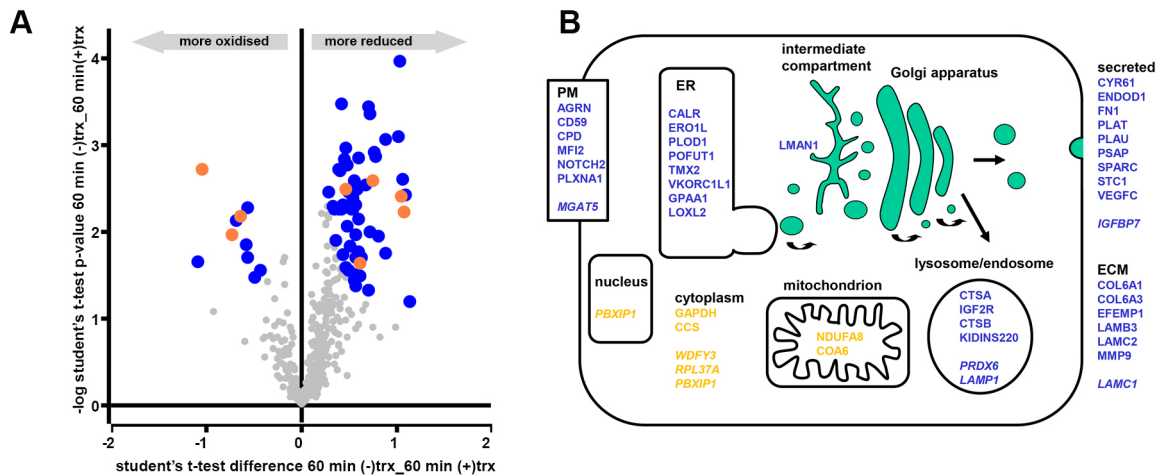 A
more oxidised
more reduced
-log student's t-test p-value 60 min (-)trx_60 min(+)trx
4
3
2
1
0
-2
-1
0
1
2
student's t-test difference 60 min (-)trx_60 min (+)trx
B
PM
AGRN
CD59
CPD
MFI2
NOTCH2
PLXNA1
MGAT5
ER
CALR
ERO1L
PLOD1
POFUT1
TMX2
VKORC1L1
GPAA1
LOXL2
intermediate
compartment
LMAN1
Golgi apparatus
secreted
CYR61
ENDOD1
FN1
PLAT
PLAU
PSAP
SPARC
STC1
VEGFC
IGFBP7
nucleus
PBXIP1
cytoplasm
GAPDH
CCS
WDFY3
RPL37A
PBXIP1
mitochondrion
NDUFA8
COA6
lysosome/endosome
CTSA
IGF2R
CTSB
KIDINS220
PRDX6
LAMP1
ECM
COL6A1
COL6A3
EFEMP1
LAMB3
LAMC2
MMP9
LAMC1